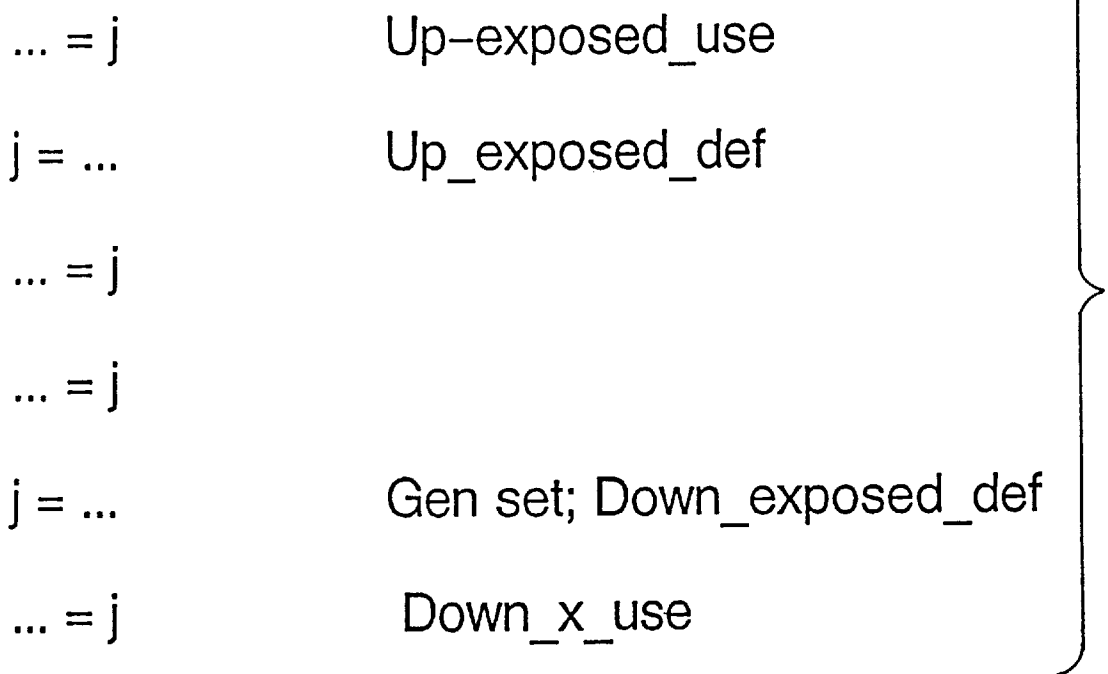 ... = j Up-exposed_use
j = ... Up_exposed_def
... = j
... = j
j = ... Gen set; Down_exposed_def
... = j Down_x_use